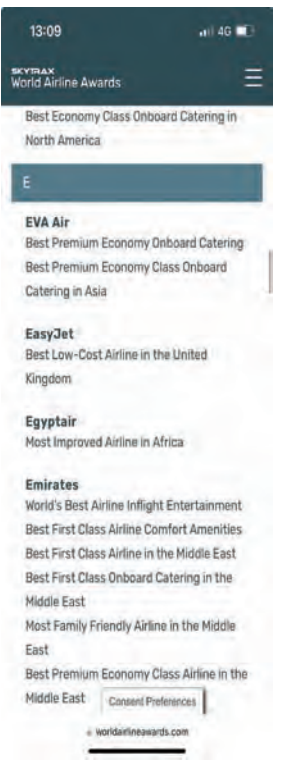 13:09
4G
SKYTRAX
World Airline Awards
Best Economy Class Onboard Catering in
North America
E
EVA Air
Best Premium Economy Onboard Catering
Best Premium Economy Class Onboard
Catering in Asia
EasyJet
Best Low-Cost Airline in the United
Kingdom
Egyptair
Most Improved Airline in Africa
Emirates
World's Best Airline Inflight Entertainment
Best First Class Airline Comfort Amenities
Best First Class Airline in the Middle East
Best First Class Onboard Catering in the
Middle East
Most Family Friendly Airline in the Middle
East
Best Premium Economy Class Airline in the
Middle East
Consent Preferences
worldairlineawards.com